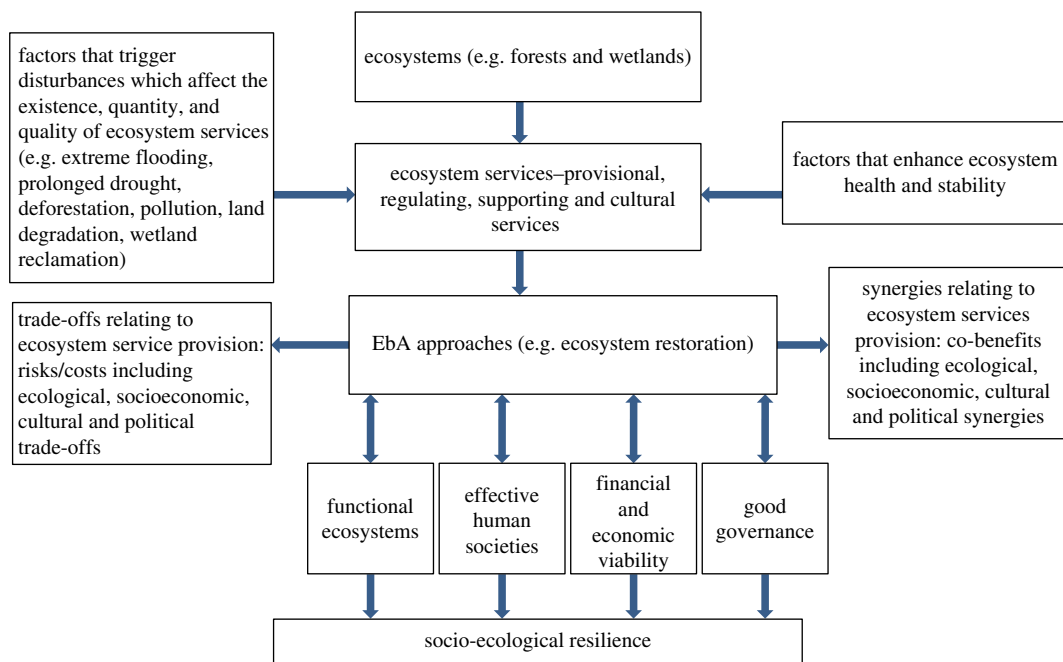 ecosystems (e.g. forests and wetlands)
factors that trigger
disturbances which affect the
existence, quantity, and
quality of ecosystem services
(e.g. extreme flooding,
prolonged drought,
deforestation, pollution, land
degradation, wetland
reclamation)
ecosystem services–provisional,
regulating, supporting and cultural
services
factors that enhance ecosystem
health and stability
trade-offs relating to
ecosystem service provision:
risks/costs including
ecological, socioeconomic,
cultural and political
trade-offs
EbA approaches (e.g. ecosystem restoration)
synergies relating to
ecosystem services
provision: co-benefits
including ecological,
socioeconomic, cultural
and political synergies
functional
ecosystems
effective
human
societies
financial
and
economic
viability
good
governance
socio-ecological resilience